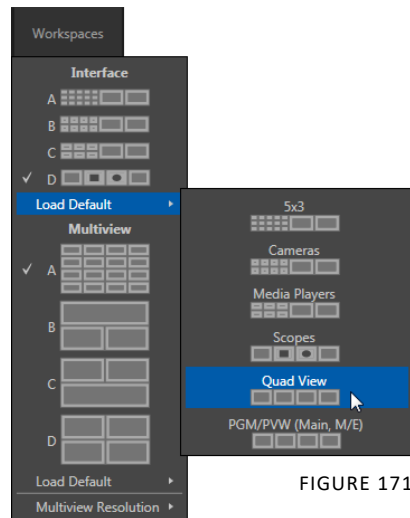 Workspaces
Interface
A
B
C
✓ D
Load Default
Multiview
✓ A
B
C
D
Load Default
Multiview Resolution
5x3
Cameras
Media Players
Scopes
Quad View
PGM/PVW (Main, M/E)
FIGURE 171